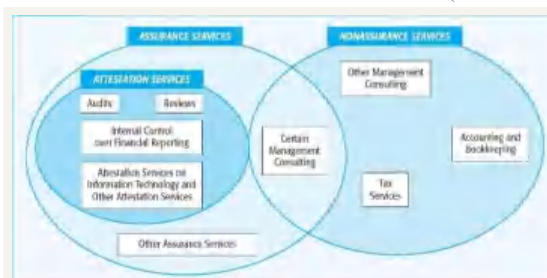 ASSURANCE SERVICES
NONASSURANCE SERVICES
ATTESTATION SERVICES
Audits
Reviews
Internal Control
over Financial Reporting
Attestation Services on
Information Technology and
Other Attestation Services
Other Assurance Services
Certain
Management
Consulting
Other Management
Consulting
Accounting and
Bookkeeping
Tax
Services